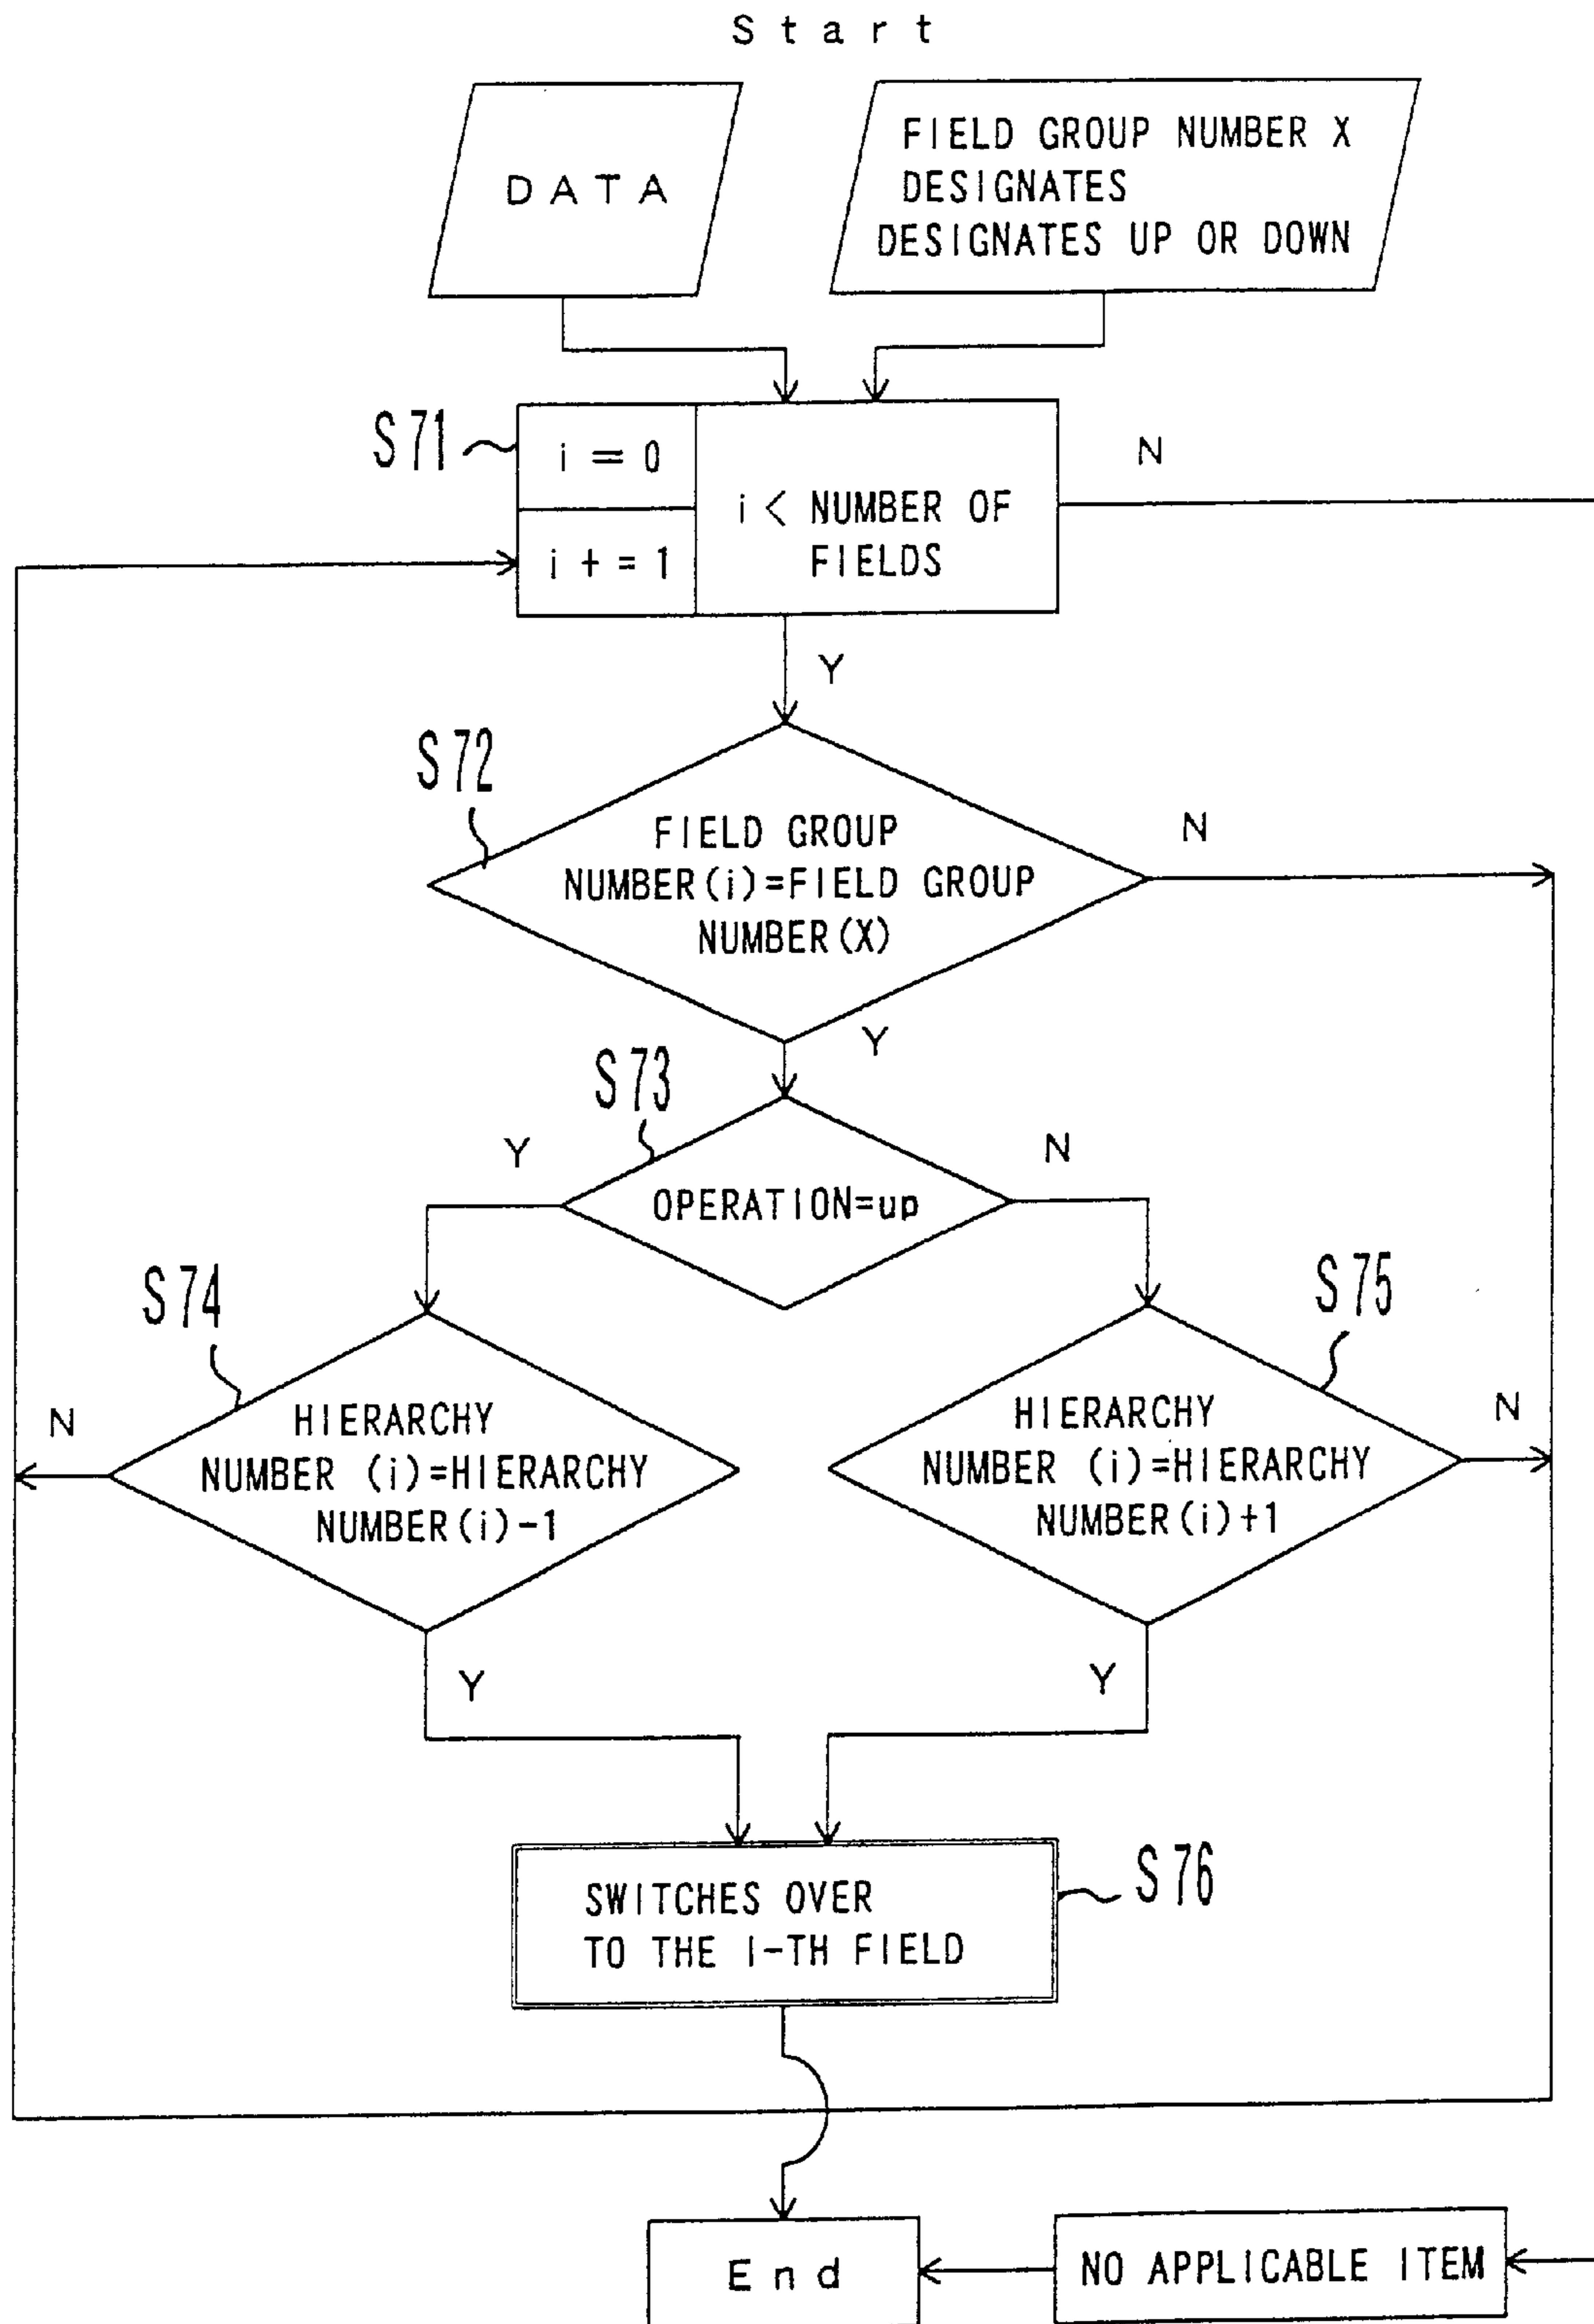 Start
DATA
FIELD GROUP NUMBER X
DESIGNATES
DESIGNATES UP OR DOWN
S71
i = 0
i += 1
i < NUMBER OF
FIELDS
N
Y
S72
FIELD GROUP
NUMBER(i)=FIELD GROUP
NUMBER(X)
N
Y
S73
Y
OPERATION=up
N
S74
HIERARCHY
NUMBER (i)=HIERARCHY
NUMBER(i)-1
N
Y
S75
HIERARCHY
NUMBER (i)=HIERARCHY
NUMBER(i)+1
N
Y
SWITCHES OVER
TO THE I-TH FIELD
S76
End
NO APPLICABLE ITEM